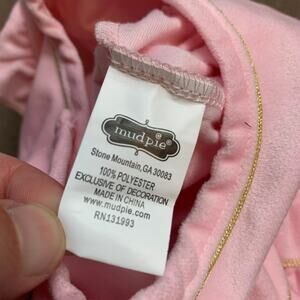 mudpie®
Stone Mountain, GA 30083
100% POLYESTER
EXCLUSIVE OF DECORATION
MADE IN CHINA
www.mudpie.com
RN131993